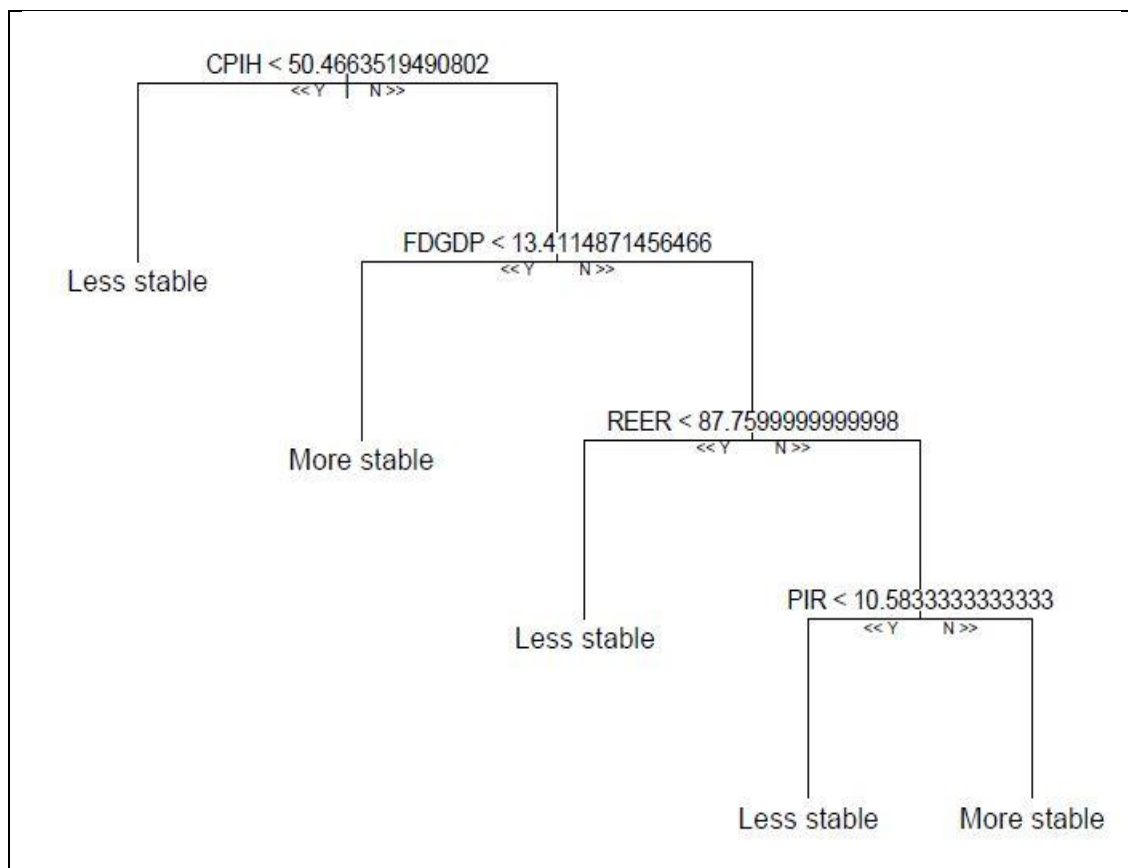 CPIH < 50.4663519490802
<< Y N >>
FDGDP < 13.4114871456466
<< Y N >>
Less stable
REER < 87.7599999999998
<< Y N >>
More stable
PIR < 10.5833333333333
<< Y N >>
Less stable
Less stable More stable